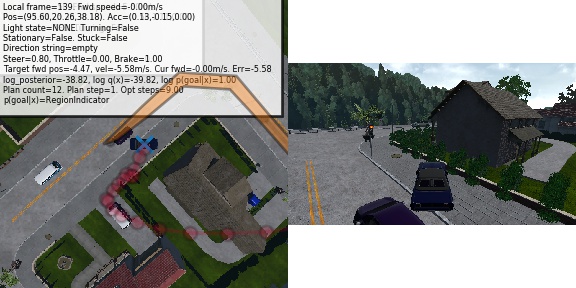 Local frame=139. Fwd speed=-0.00m/s
Pos=(95.60,20.26,38.18). Acc=(0.13,-0.15,0.00)
Light state=NONE. Turning=False
Stationary=False. Stuck=False
Direction string=empty
Steer=0.80, Throttle=0.00, Brake=1.00
Target fwd pos=-4.47, vel=-5.58m/s. Cur fwd=-0.00m/s. Err=-5.58
log_posterior=-38.82, log q(x)=-39.82, log p(goal|x)=1.00
Plan count=12. Plan step=1. Opt steps=9.00
p(goal|x)=RegionIndicator